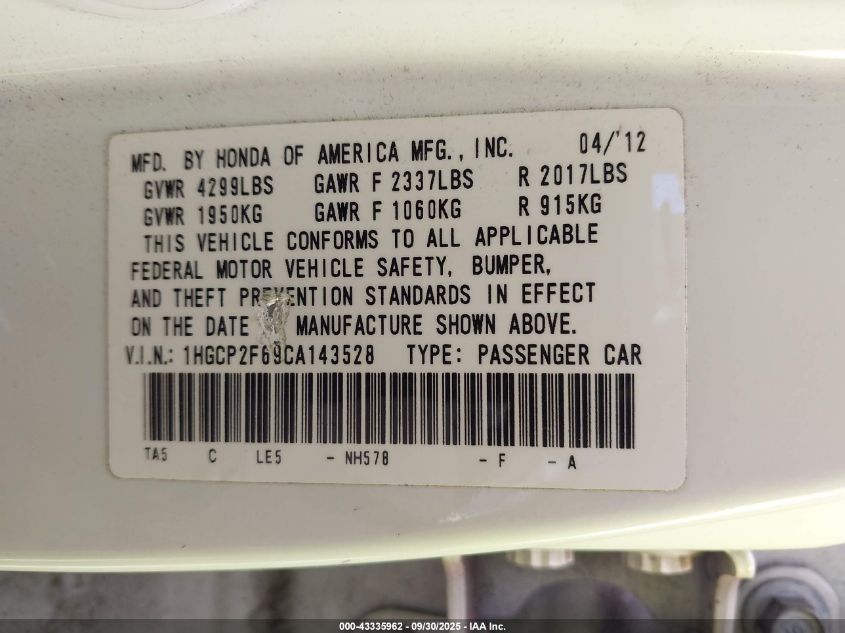 MFD. BY HONDA OF AMERICA MFG., INC. 04/'12
GVWR 4299LBS GAWR F 2337LBS R 2017LBS
GVWR 1950KG GAWR F 1060KG R 915KG
THIS VEHICLE CONFORMS TO ALL APPLICABLE
FEDERAL MOTOR VEHICLE SAFETY, BUMPER,
AND THEFT PREVENTION STANDARDS IN EFFECT
ON THE DATE MANUFACTURE SHOWN ABOVE.
V.I.N.: 1HGCP2F69CA143528 TYPE: PASSENGER CAR
TA5 C LE5 - NH578 - F - A
000-43335962 - 09/30/2025 - IAA Inc.